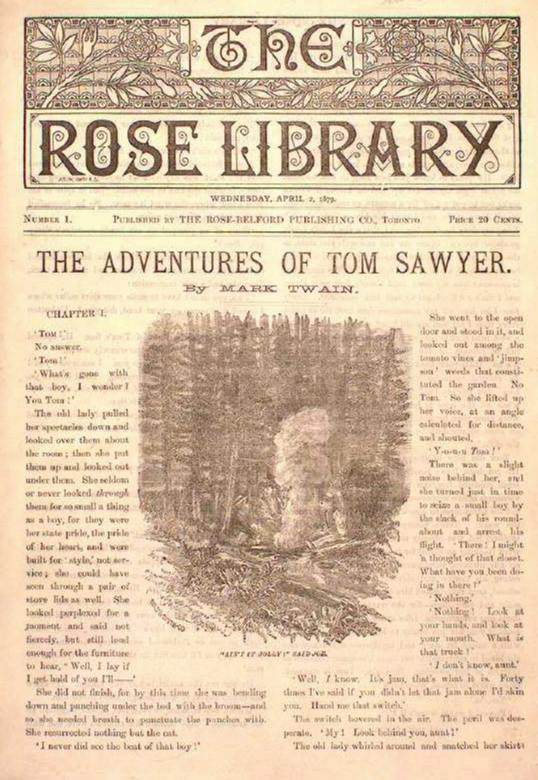 THE
ROSE LIBRARY
WEDNESDAY, APRIL 2, 1879.
NUMBER 1. PUBLISHED BY THE ROSE-BELFORD PUBLISHING CO., TORONTO. PRICE 20 CENTS.
THE ADVENTURES OF TOM SAWYER.
By MARK TWAIN.
CHAPTER I.
'TOM!'
No answer.
'Tom!'
'What's gone with
that boy, I wonder?
You Tom!'
The old lady pulled
her spectacles down and
looked over them about
the room; then she put
them up and looked out
under them. She seldom
or never looked through
them for so small a thing
as a boy, for they were
her state pride, the pride
of her heart, and were
built for 'style,' not ser-
vice; she could have
seen through a pair of
stove lids as well. She
looked perplexed for a
moment and said not
fiercely, but still loud
enough for the furniture
to hear, "Well, I lay if
I get hold of you I'll——'
She did not finish, for by this time she was bending
down and punching under the bed with the broom—and
so she needed breath to punctuate the punches with.
She resurrected nothing but the cat.
'I never did see the beat of that boy!'
"AIN'T IT JOLLY!" SAID JOE.
She went to the open
door and stood in it, and
looked out among the
tomato vines and 'jimp-
son' weeds that consti-
tuted the garden. No
Tom. So she lifted up
her voice, at an angle
calculated for distance,
and shouted,
'Y-o-u-u Tom!'
There was a slight
noise behind her, and
she turned just in time
to seize a small boy by
the slack of his round-
about and arrest his
flight. 'There! I might
'a thought of that closet.
What have you been do-
ing in there?'
'Nothing.'
'Nothing! Look at
your hands, and look at
your mouth. What is
that truck?'
'I don't know, aunt.'
'Well, I know. It's jam, that's what it is. Forty
times I've said if you didn't let that jam alone I'd skin
you. Hand me that switch.'
The switch hovered in the air. The peril was des-
perate. 'My! Look behind you, aunt!'
The old lady whirled around and snatched her skirts